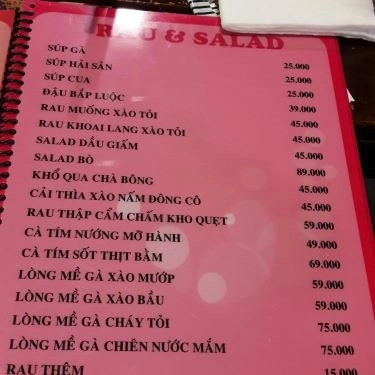 RAU & SALAD
SÚP GÀ 25.000
SÚP HẢI SẢN 25.000
SÚP CUA 25.000
ĐẬU BẮP LUỘC 39.000
RAU MUỐNG XÀO TỎI 45.000
RAU KHOAI LANG XÀO TỎI 45.000
SALAD DẦU GIẤM 45.000
SALAD BÒ 89.000
KHỔ QUA CHÀ BÔNG 45.000
CẢI THÌA XÀO NẤM ĐÔNG CÔ 45.000
RAU THẬP CẨM CHẤM KHO QUẸT 59.000
CÀ TÍM NƯỚNG MỠ HÀNH 49.000
CÀ TÍM SỐT THỊT BẰM 69.000
LÒNG MỀ GÀ XÀO MƯỚP 59.000
LÒNG MỀ GÀ XÀO BẦU 59.000
LÒNG MỀ GÀ CHÁY TỎI 75.000
LÒNG MỀ GÀ CHIÊN NƯỚC MẮM 75.000
RAU THÊM 15.000